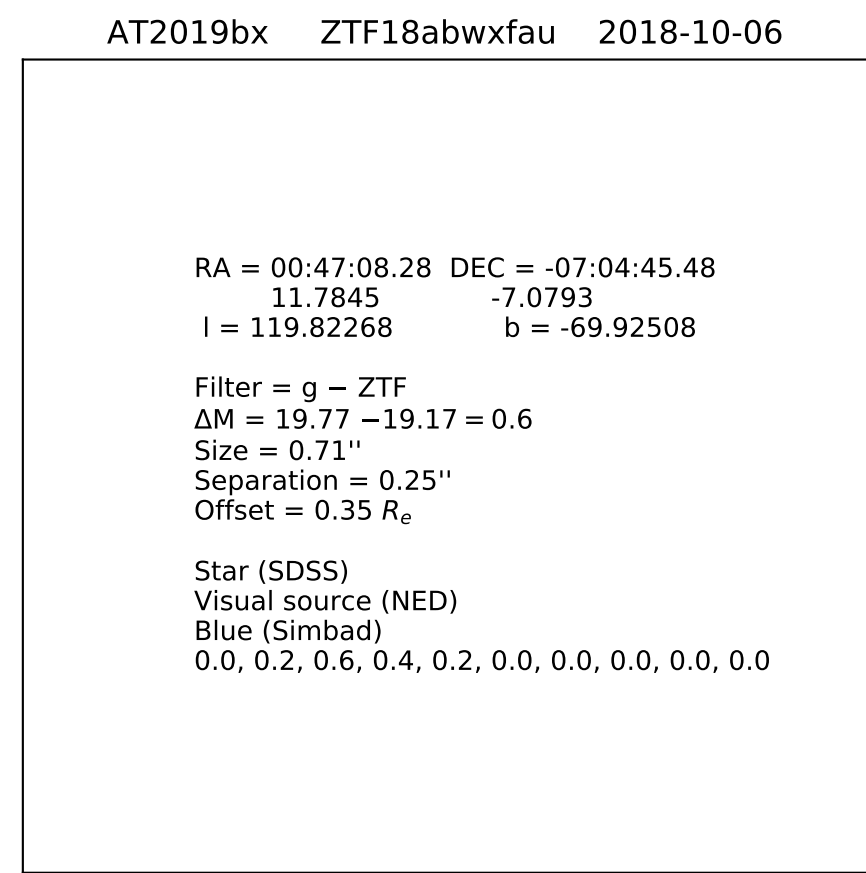 AT2019bx ZTF18abwxfau 2018-10-06
RA = 00:47:08.28 DEC = -07:04:45.48
11.7845 -7.0793
l = 119.82268 b = -69.92508
Filter = g − ZTF
ΔM = 19.77 −19.17 = 0.6
Size = 0.71''
Separation = 0.25''
Offset = 0.35 Rₑ
Star (SDSS)
Visual source (NED)
Blue (Simbad)
0.0, 0.2, 0.6, 0.4, 0.2, 0.0, 0.0, 0.0, 0.0, 0.0